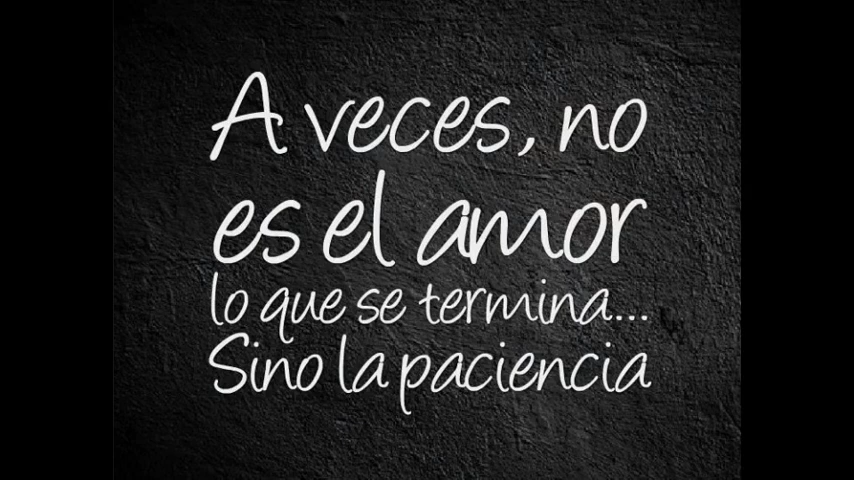 A veces, no
es el amor
lo que se termina...
Sino la paciencia